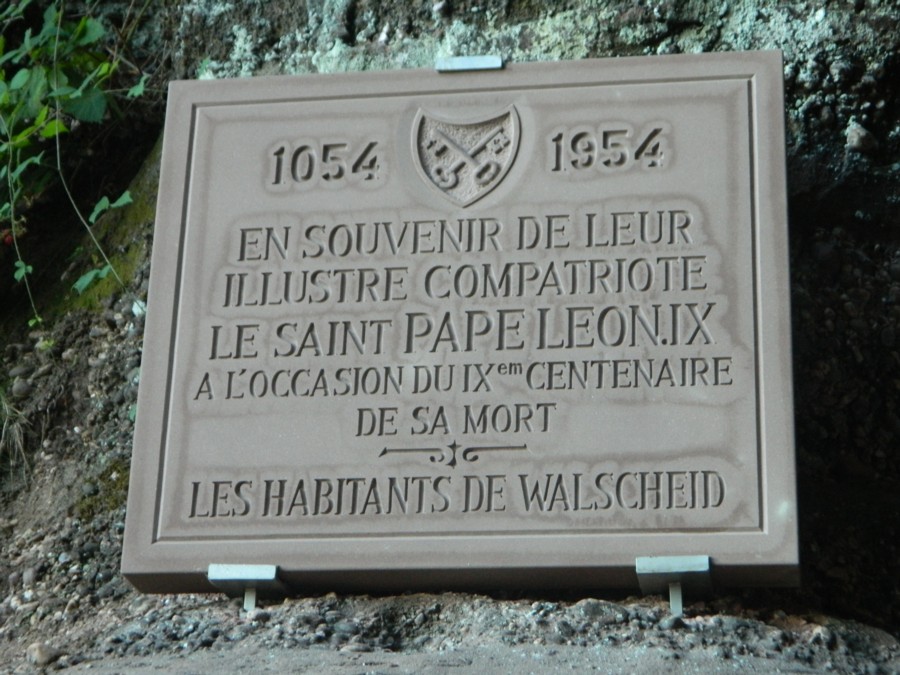 1054 1954
EN SOUVENIR DE LEUR
ILLUSTRE COMPATRIOTE
LE SAINT PAPE LEON.IX
A L'OCCASION DU IXem CENTENAIRE
DE SA MORT
LES HABITANTS DE WALSCHEID